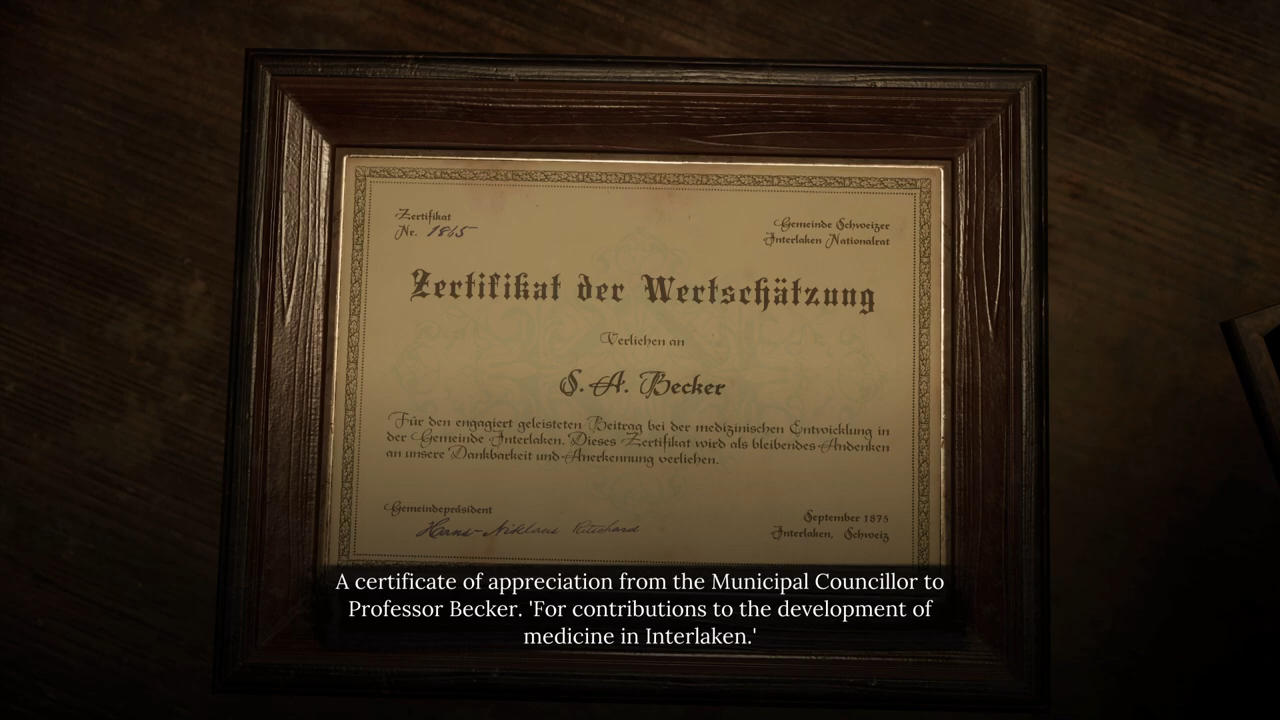 Zertifikat
Nr. 1865
Gemeinde Schweizer
Interlaken Nationalrat
Zertifikat der Wertschätzung
Verliehen an
S. A. Becker
Für den engagiert geleisteten Beitrag bei der medizinischen Entwicklung in
der Gemeinde Interlaken. Dieses Zertifikat wird als bleibendes Andenken
an unsere Dankbarkeit und Anerkennung verliehen.
Gemeindepräsident
Hans-Niklaus
September 1875
Interlaken, Schweiz
A certificate of appreciation from the Municipal Councillor to
Professor Becker. 'For contributions to the development of
medicine in Interlaken.'